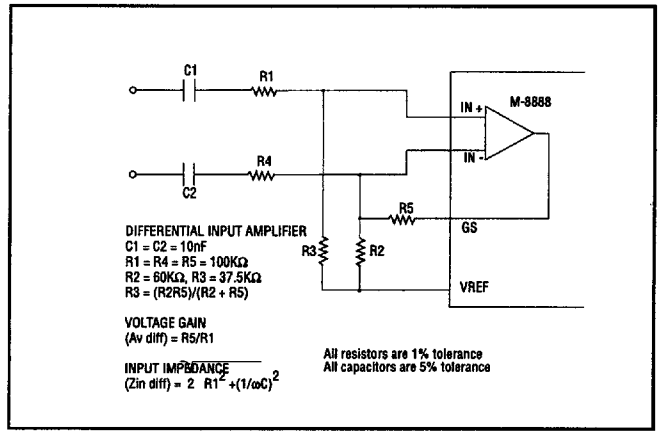 C1
R1
M-8888
IN +
IN -
R4
C2
R5
GS
R3
R2
VREF
DIFFERENTIAL INPUT AMPLIFIER
C1 = C2 = 10nF
R1 = R4 = R5 = 100KΩ
R2 = 60KΩ, R3 = 37.5KΩ
R3 = (R2R5)/(R2 + R5)
VOLTAGE GAIN
(Av diff) = R5/R1
INPUT IMPEDANCE
(Zin diff) = 2 √R1² +(1/ωC)²
All resistors are 1% tolerance
All capacitors are 5% tolerance